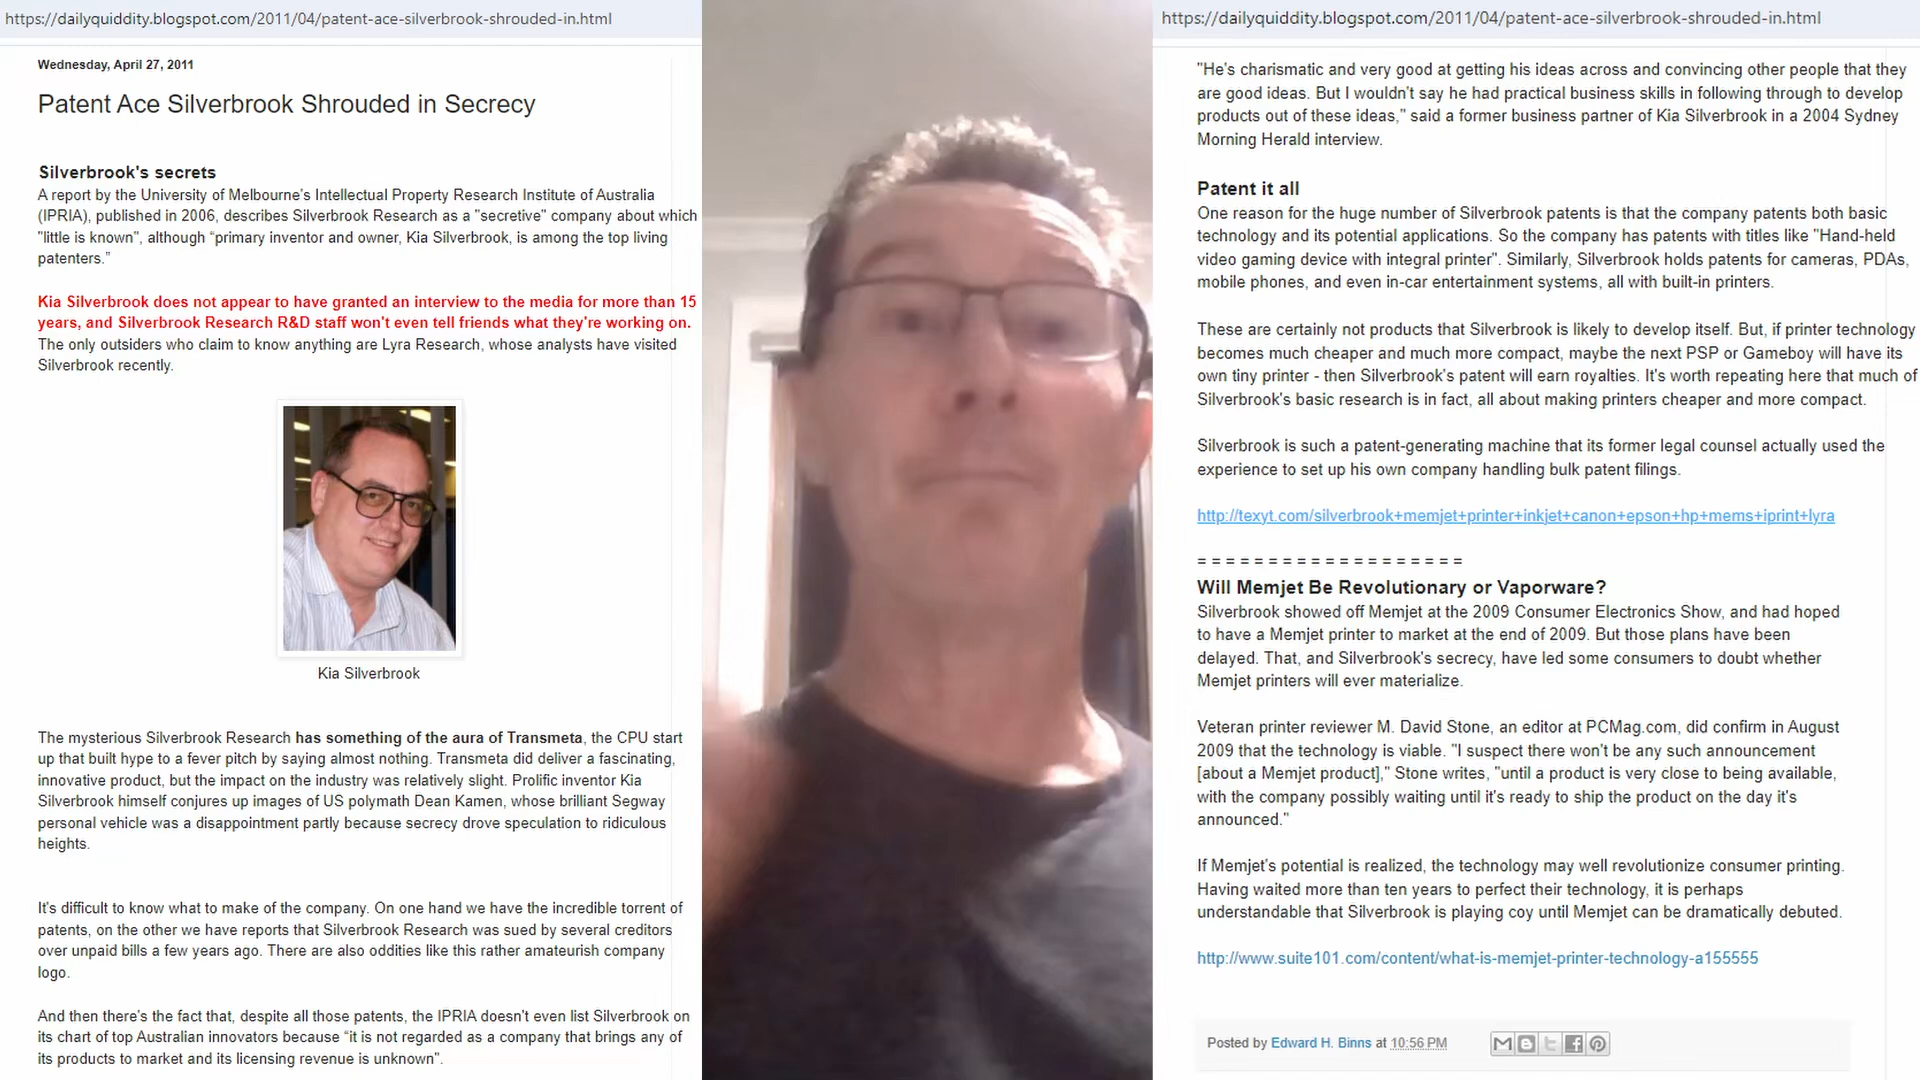 https://dailyquiddity.blogspot.com/2011/04/patent-ace-silverbrook-shrouded-in.html
Wednesday, April 27, 2011
Patent Ace Silverbrook Shrouded in Secrecy
Silverbrook's secrets
A report by the University of Melbourne's Intellectual Property Research Institute of Australia
(IPRIA), published in 2006, describes Silverbrook Research as a "secretive" company about which
"little is known", although “primary inventor and owner, Kia Silverbrook, is among the top living
patenters.”
Kia Silverbrook does not appear to have granted an interview to the media for more than 15
years, and Silverbrook Research R&D staff won't even tell friends what they're working on.
The only outsiders who claim to know anything are Lyra Research, whose analysts have visited
Silverbrook recently.
Kia Silverbrook
The mysterious Silverbrook Research has something of the aura of Transmeta, the CPU start
up that built hype to a fever pitch by saying almost nothing. Transmeta did deliver a fascinating,
innovative product, but the impact on the industry was relatively slight. Prolific inventor Kia
Silverbrook himself conjures up images of US polymath Dean Kamen, whose brilliant Segway
personal vehicle was a disappointment partly because secrecy drove speculation to ridiculous
heights.
It's difficult to know what to make of the company. On one hand we have the incredible torrent of
patents, on the other we have reports that Silverbrook Research was sued by several creditors
over unpaid bills a few years ago. There are also oddities like this rather amateurish company
logo.
And then there's the fact that, despite all those patents, the IPRIA doesn't even list Silverbrook on
its chart of top Australian innovators because “it is not regarded as a company that brings any of
its products to market and its licensing revenue is unknown".
https://dailyquiddity.blogspot.com/2011/04/patent-ace-silverbrook-shrouded-in.html
"He's charismatic and very good at getting his ideas across and convincing other people that they
are good ideas. But I wouldn't say he had practical business skills in following through to develop
products out of these ideas," said a former business partner of Kia Silverbrook in a 2004 Sydney
Morning Herald interview.
Patent it all
One reason for the huge number of Silverbrook patents is that the company patents both basic
technology and its potential applications. So the company has patents with titles like "Hand-held
video gaming device with integral printer". Similarly, Silverbrook holds patents for cameras, PDAs,
mobile phones, and even in-car entertainment systems, all with built-in printers.
These are certainly not products that Silverbrook is likely to develop itself. But, if printer technology
becomes much cheaper and much more compact, maybe the next PSP or Gameboy will have its
own tiny printer - then Silverbrook's patent will earn royalties. It's worth repeating here that much of
Silverbrook's basic research is in fact, all about making printers cheaper and more compact.
Silverbrook is such a patent-generating machine that its former legal counsel actually used the
experience to set up his own company handling bulk patent filings.
http://texyt.com/silverbrook+memjet+printer+inkjet+canon+epson+hp+mems+iprint+lyra
= = = = = = = = = = = = = = = = = = =
Will Memjet Be Revolutionary or Vaporware?
Silverbrook showed off Memjet at the 2009 Consumer Electronics Show, and had hoped
to have a Memjet printer to market at the end of 2009. But those plans have been
delayed. That, and Silverbrook's secrecy, have led some consumers to doubt whether
Memjet printers will ever materialize.
Veteran printer reviewer M. David Stone, an editor at PCMag.com, did confirm in August
2009 that the technology is viable. "I suspect there won't be any such announcement
[about a Memjet product]," Stone writes, "until a product is very close to being available,
with the company possibly waiting until it's ready to ship the product on the day it's
announced."
If Memjet's potential is realized, the technology may well revolutionize consumer printing.
Having waited more than ten years to perfect their technology, it is perhaps
understandable that Silverbrook is playing coy until Memjet can be dramatically debuted.
http://www.suite101.com/content/what-is-memjet-printer-technology-a155555
Posted by Edward H. Binns at 10:56 PM